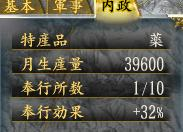 基本 軍事 内政
特産品 薬
月生産量 39600
奉行所数 1/10
奉行効果 +32%